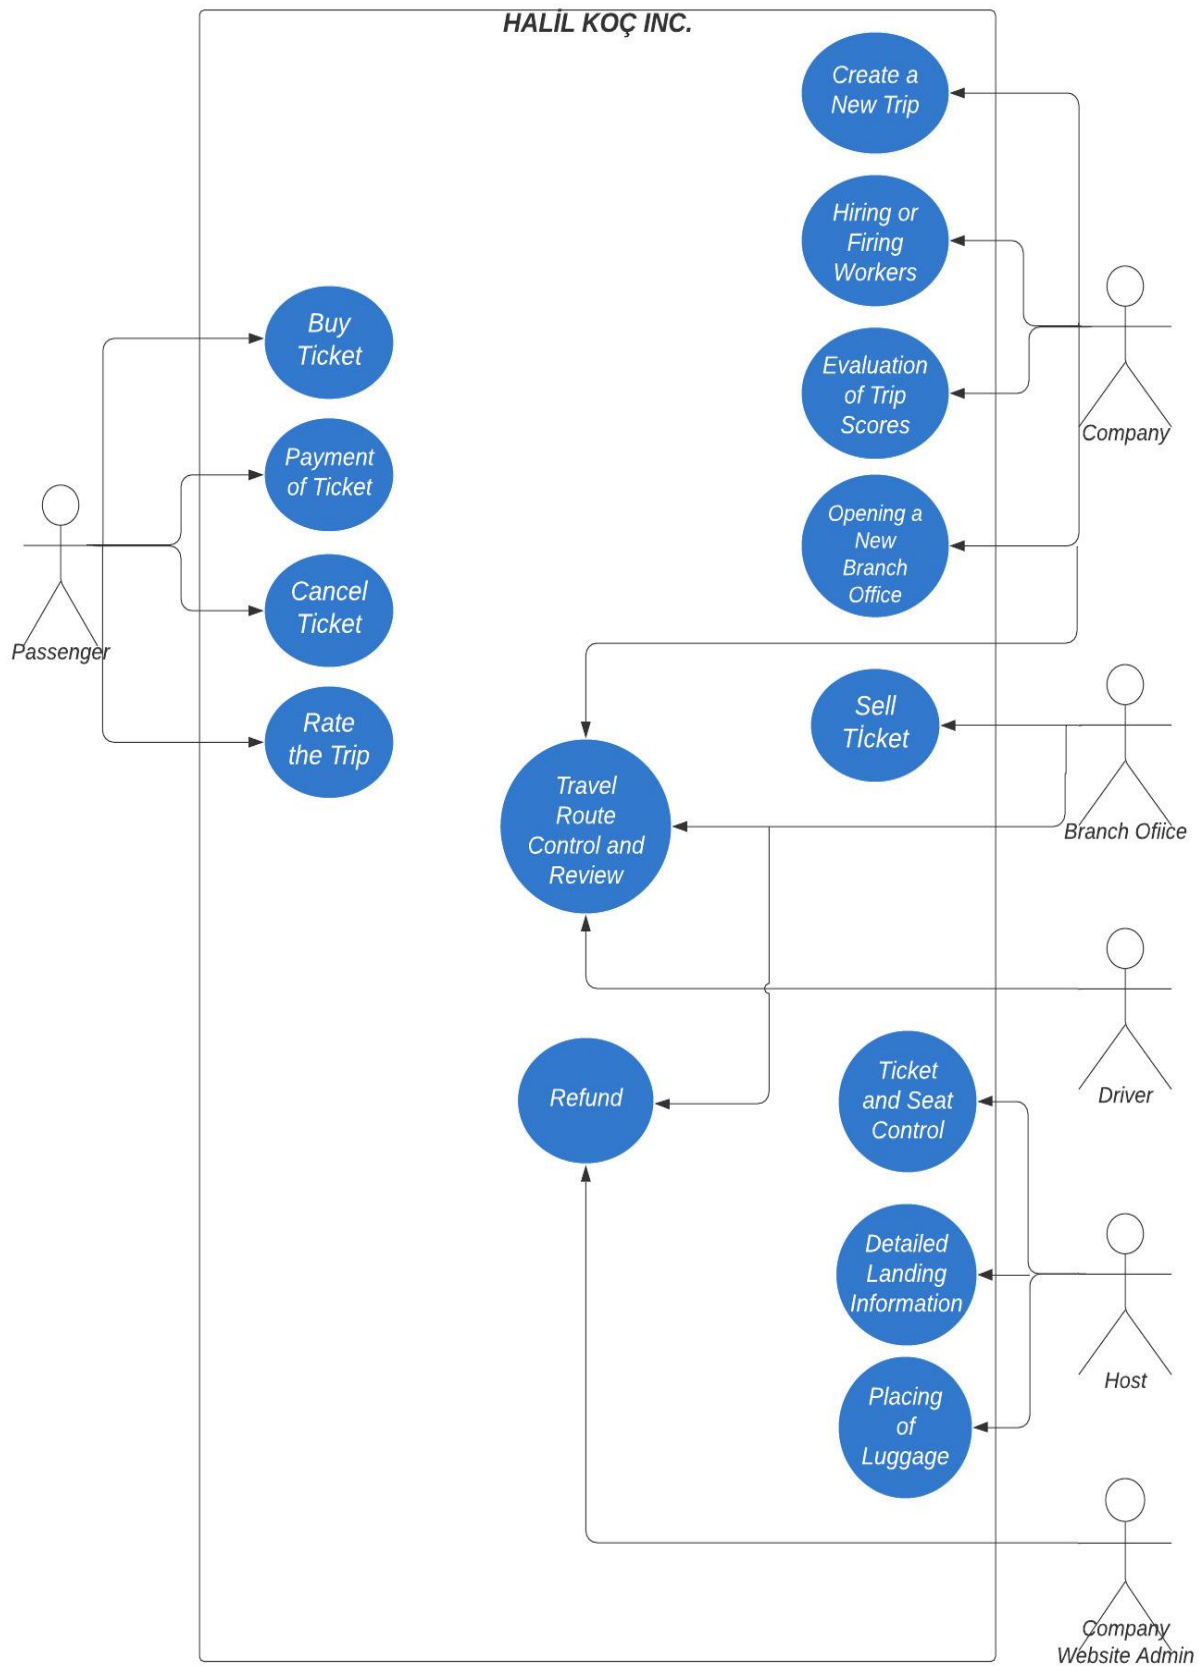 HALİL KOÇ INC.
Create a
New Trip
Hiring or
Firing
Workers
Evaluation
of Trip
Scores
Opening a
New
Branch
Office
Company
Buy
Ticket
Payment
of Ticket
Cancel
Ticket
Rate
the Trip
Passenger
Sell
Tİcket
Branch Ofiice
Travel
Route
Control and
Review
Driver
Refund
Ticket
and Seat
Control
Detailed
Landing
Information
Placing
of
Luggage
Host
Company
Website Admin